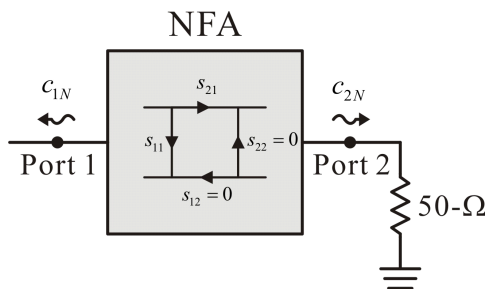 NFA
c1N
c2N
s21
s11
s22 = 0
s12 = 0
Port 1
Port 2
50-Ω